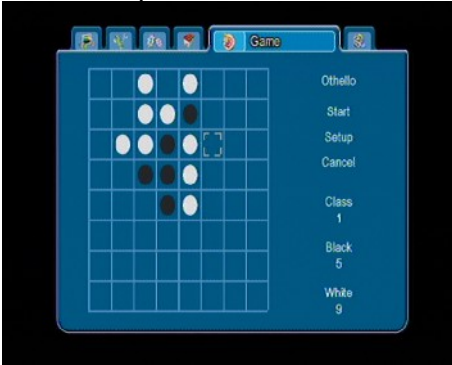 Game
Othello
Start
Setup
Cancel
Class
1
Black
5
White
9